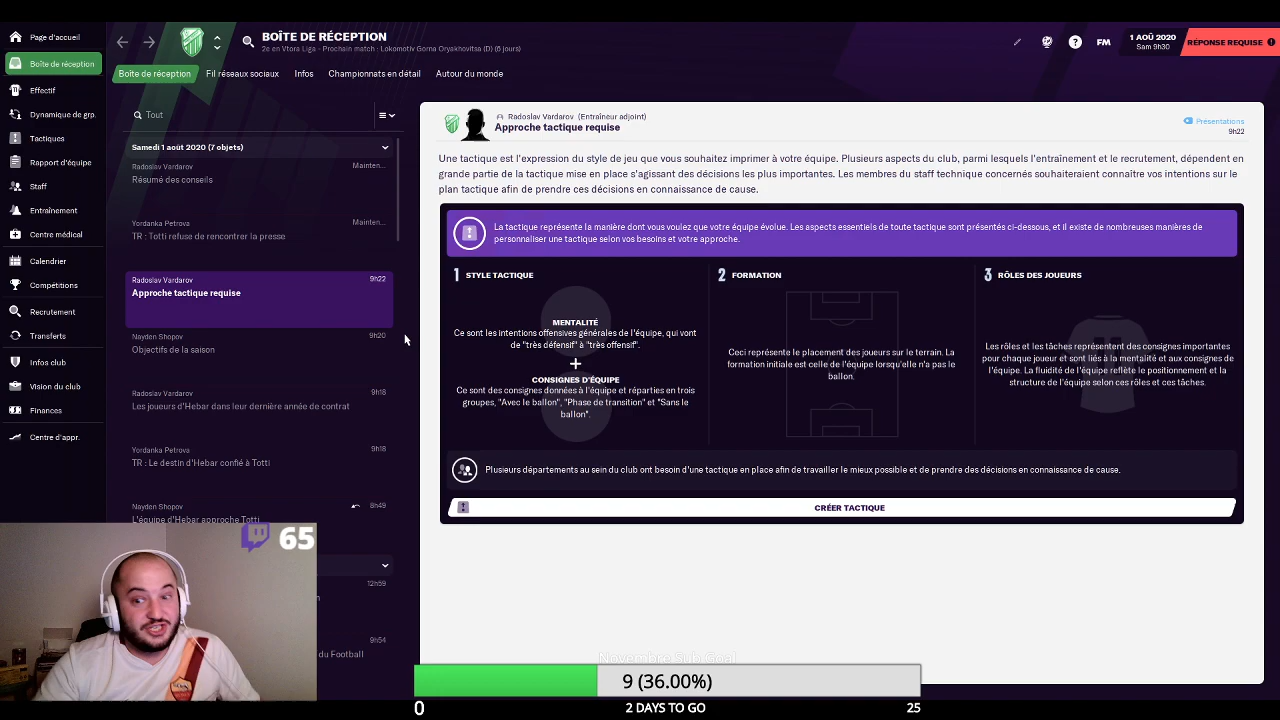 Page d'accueil
Boîte de réception
Effectif
Dynamique de grp.
Tactiques
Rapport d'équipe
Staff
Entraînement
Centre médical
Calendrier
Compétitions
Recrutement
Transferts
Infos club
Vision du club
Finances
Centre d'appr.
BOÎTE DE RÉCEPTION
2e en Vtora Liga - Prochain match : Lokomotiv Gorna Oryakhovitsa (D) (6 jours)
FM
1 AOÛ 2020
Sam 9h30
RÉPONSE REQUISE
Boîte de réception
Fil réseaux sociaux
Infos
Championnats en détail
Autour du monde
Tout
Samedi 1 août 2020 (7 objets)
Radoslav Vardarov Mainten...
Résumé des conseils
Yordanka Petrova Mainten...
TR : Totti refuse de rencontrer la presse
Radoslav Vardarov 9h22
Approche tactique requise
Nayden Shopov 9h20
Objectifs de la saison
Radoslav Vardarov 9h18
Les joueurs d'Hebar dans leur dernière année de contrat
Yordanka Petrova 9h18
TR : Le destin d'Hebar confié à Totti
Nayden Shopov 8h49
L'équipe d'Hebar approche Totti
12h59
9h54
du Football
65
Radoslav Vardarov (Entraîneur adjoint)
Approche tactique requise
Présentations
9h22
Une tactique est l'expression du style de jeu que vous souhaitez imprimer à votre équipe. Plusieurs aspects du club, parmi lesquels l'entraînement et le recrutement, dépendent en
grande partie de la tactique mise en place s'agissant des décisions les plus importantes. Les membres du staff technique concernés souhaiteraient connaître vos intentions sur le
plan tactique afin de prendre ces décisions en connaissance de cause.
La tactique représente la manière dont vous voulez que votre équipe évolue. Les aspects essentiels de toute tactique sont présentés ci-dessous, et il existe de nombreuses manières de
personnaliser une tactique selon vos besoins et votre approche.
1 STYLE TACTIQUE
MENTALITÉ
Ce sont les intentions offensives générales de l'équipe, qui vont
de "très défensif" à "très offensif".
+
CONSIGNES D'ÉQUIPE
Ce sont des consignes données à l'équipe et réparties en trois
groupes, "Avec le ballon", "Phase de transition" et "Sans le
ballon".
2 FORMATION
Ceci représente le placement des joueurs sur le terrain. La
formation initiale est celle de l'équipe lorsqu'elle n'a pas le
ballon.
3 RÔLES DES JOUEURS
Les rôles et les tâches représentent des consignes importantes
pour chaque joueur et sont liés à la mentalité et aux consignes
de l'équipe. La fluidité de l'équipe reflète le positionnement et la
structure de l'équipe selon ces rôles et ces tâches.
Plusieurs départements au sein du club ont besoin d'une tactique en place afin de travailler le mieux possible et de prendre des décisions en connaissance de cause.
CRÉER TACTIQUE
Novembre Sub Goal
9 (36.00%)
0 2 DAYS TO GO 25